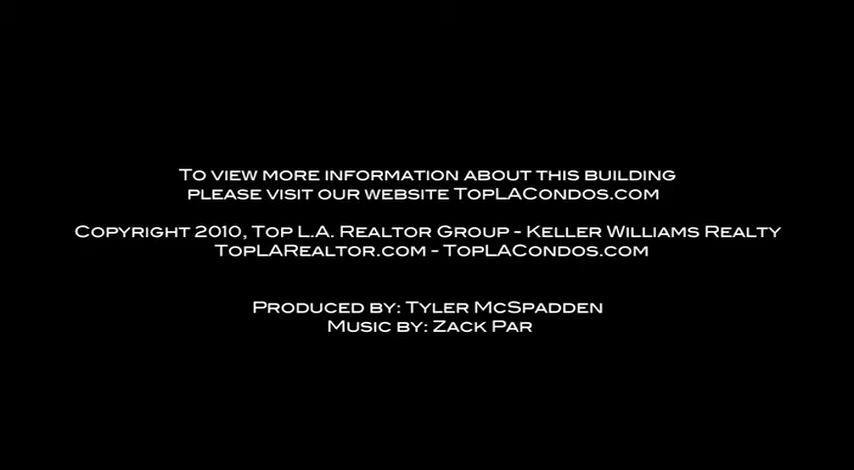 To view more information about this building
please visit our website TopLACondos.com
Copyright 2010, Top L.A. Realtor Group - Keller Williams Realty
TopLARealtor.com - TopLACondos.com
Produced by: Tyler McSpadden
Music by: Zack Par